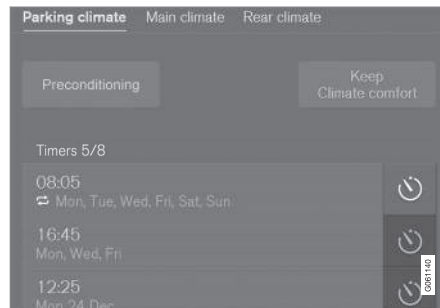 Parking climate Main climate Rear climate
Preconditioning
Keep
Climate comfort
Timers 5/8
08:05
Mon, Tue, Wed, Fri, Sat, Sun
16:45
Mon, Wed, Fri
12:25
Mon 24 Dec
G061140